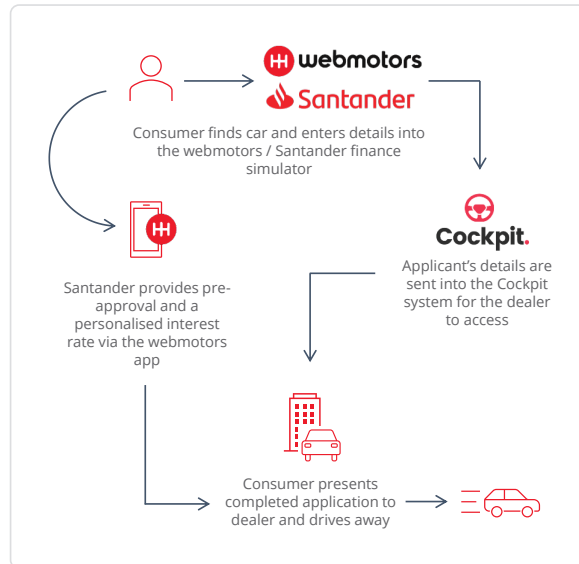 webmotors
Santander
Consumer finds car and enters details into
the webmotors / Santander finance
simulator
Cockpit.
Applicant's details are
sent into the Cockpit
system for the dealer
to access
Santander provides pre-
approval and a
personalised interest
rate via the webmotors
app
Consumer presents
completed application to
dealer and drives away